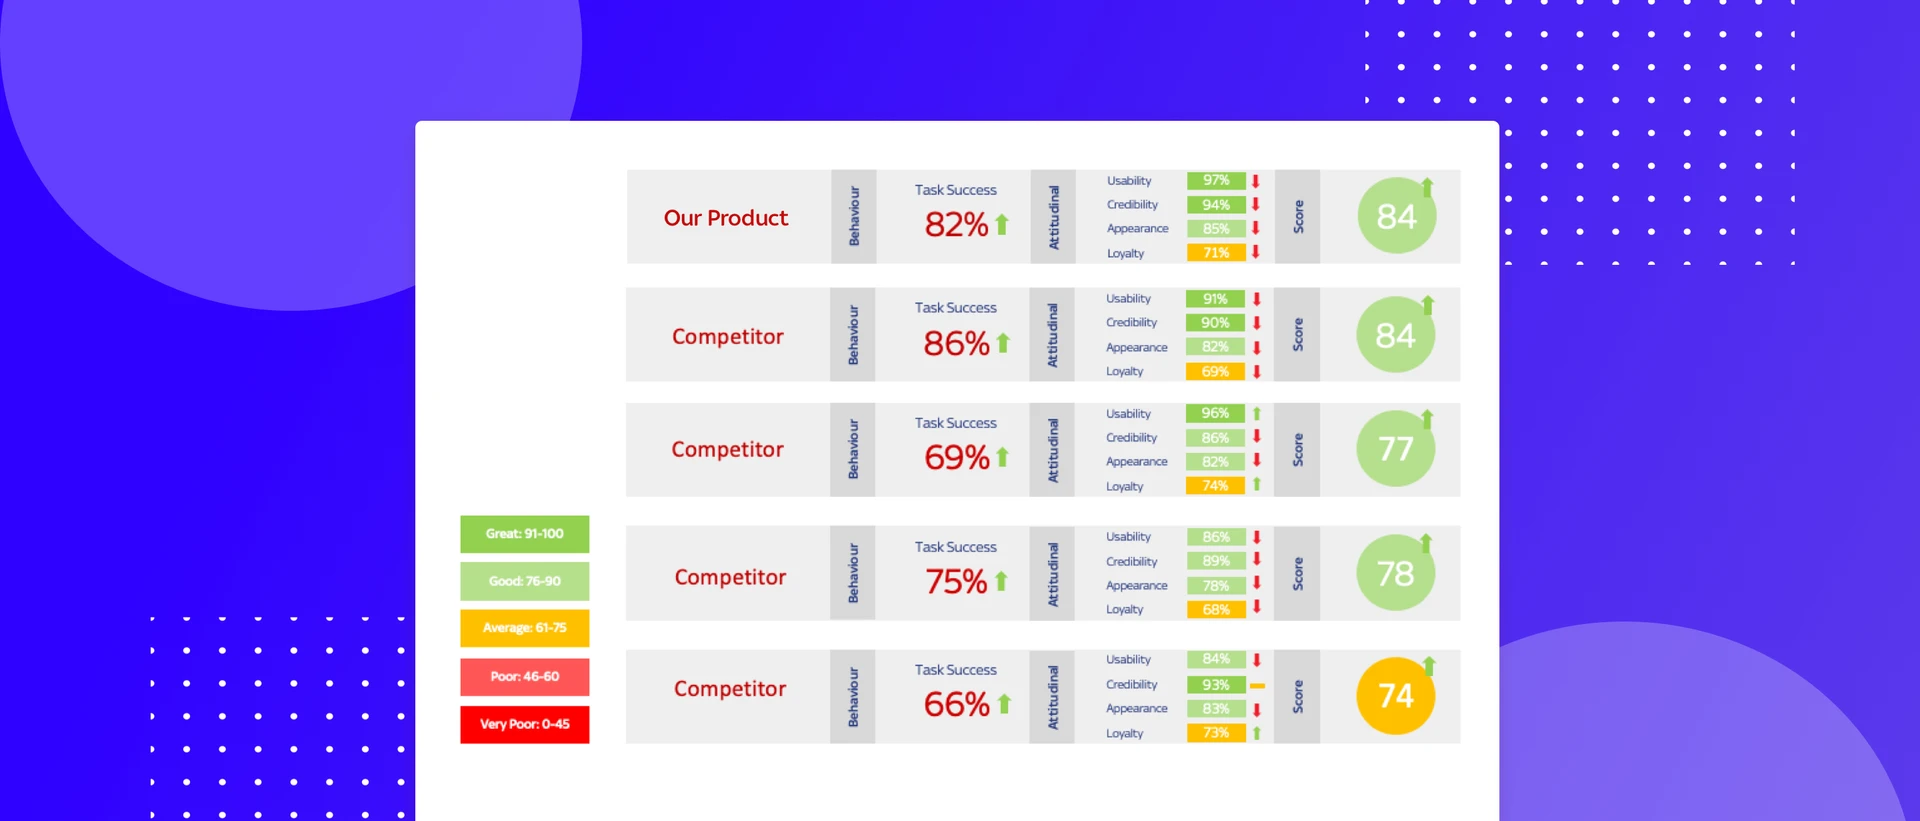 Our Product
Behaviour
Task Success
82%
Attitudinal
Usability 97%
Credibility 94%
Appearance 85%
Loyalty 71%
Score
84
Competitor
Behaviour
Task Success
86%
Attitudinal
Usability 91%
Credibility 90%
Appearance 82%
Loyalty 69%
Score
84
Competitor
Behaviour
Task Success
69%
Attitudinal
Usability 96%
Credibility 86%
Appearance 82%
Loyalty 74%
Score
77
Competitor
Behaviour
Task Success
75%
Attitudinal
Usability 86%
Credibility 89%
Appearance 78%
Loyalty 68%
Score
78
Competitor
Behaviour
Task Success
66%
Attitudinal
Usability 84%
Credibility 93%
Appearance 83%
Loyalty 73%
Score
74
Great: 91-100
Good: 76-90
Average: 61-75
Poor: 46-60
Very Poor: 0-45